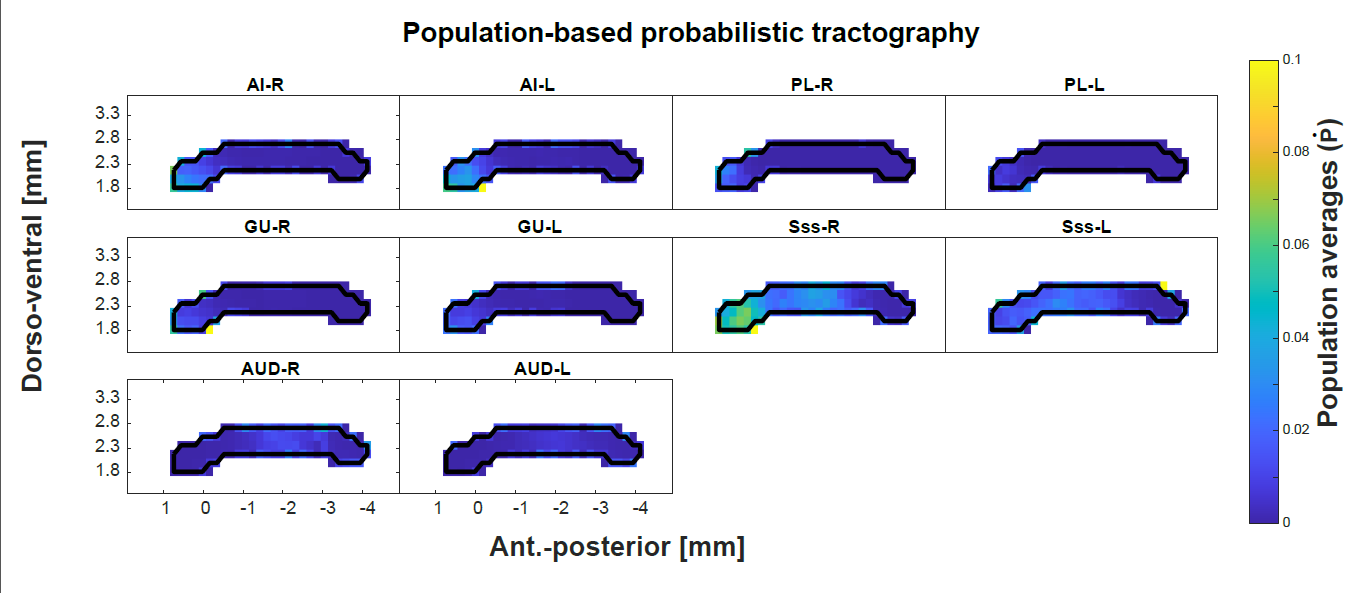 Population-based probabilistic tractography
AI-R AI-L PL-R PL-L
3.3
2.8
2.3
1.8
GU-R GU-L Sss-R Sss-L
3.3
2.8
2.3
1.8
AUD-R AUD-L
3.3
2.8
2.3
1.8
1 0 -1 -2 -3 -4 1 0 -1 -2 -3 -4
Ant.-posterior [mm]
Dorso-ventral [mm]
0.1
0.08
0.06
0.04
0.02
0
Population averages (Ṗ)